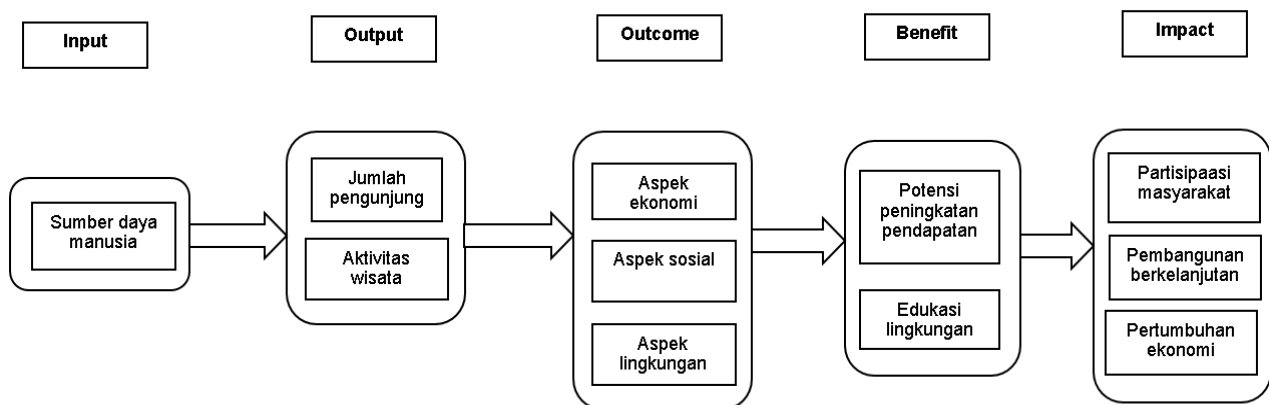 Input
Output
Outcome
Benefit
Impact
Sumber daya
manusia
Jumlah
pengunjung
Aktivitas
wisata
Aspek
ekonomi
Aspek sosial
Aspek
lingkungan
Potensi
peningkatan
pendapatan
Edukasi
lingkungan
Partisipaasi
masyarakat
Pembangunan
berkelanjutan
Pertumbuhan
ekonomi